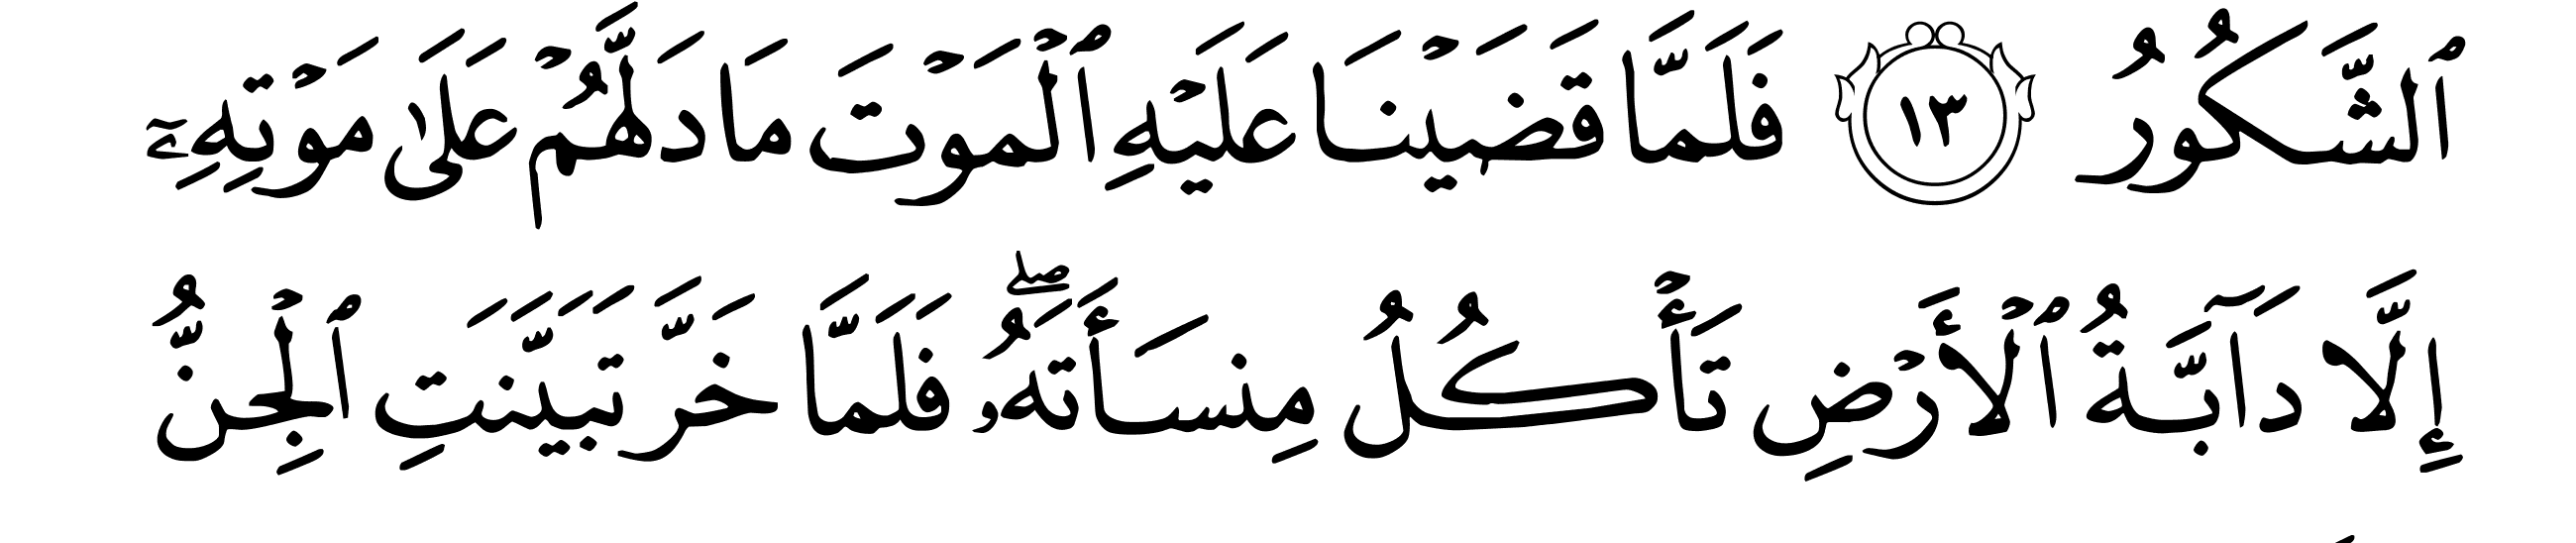 ٱلشَّكُورُ ١٣ فَلَمَّا قَضَيۡنَا عَلَيۡهِ ٱلۡمَوۡتَ مَا دَلَّهُمۡ عَلَىٰ مَوۡتِهِۦٓ
إِلَّا دَآبَّةُ ٱلۡأَرۡضِ تَأۡكُلُ مِنسَأَتَهُۥۖ فَلَمَّا خَرَّ تَبَيَّنَتِ ٱلۡجِنُّ